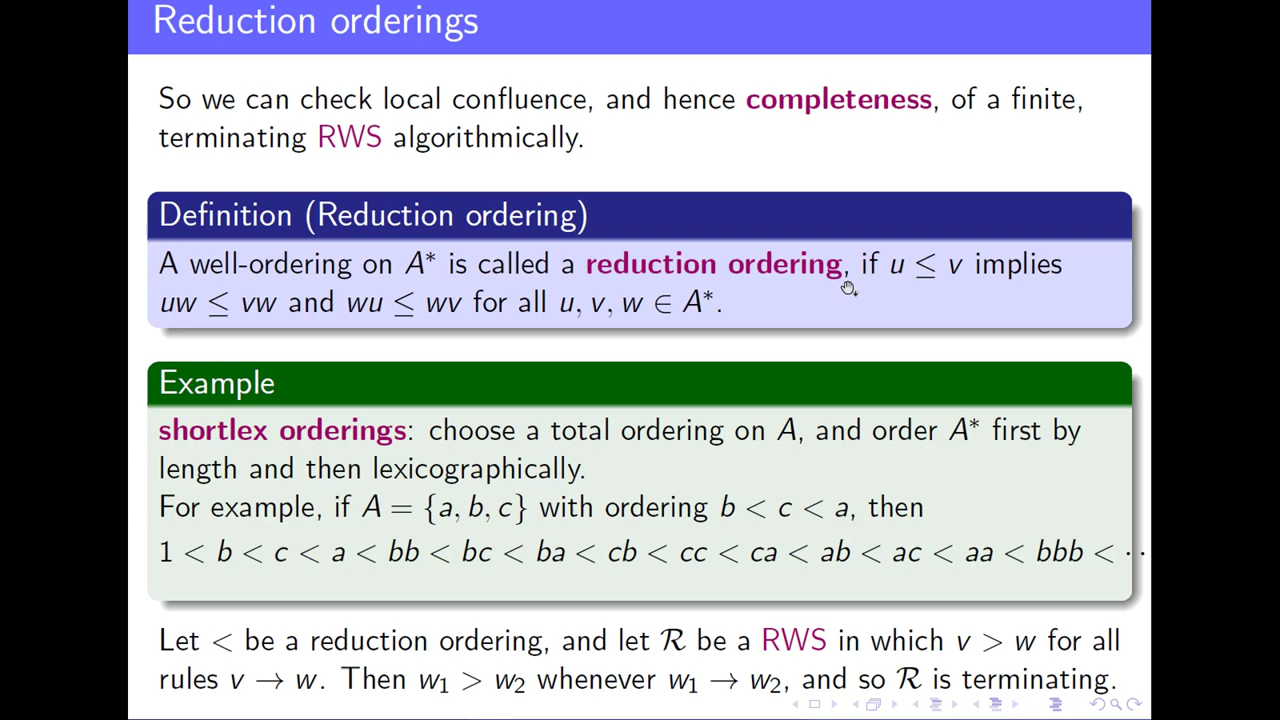 Reduction orderings
So we can check local confluence, and hence completeness, of a finite,
terminating RWS algorithmically.
Definition (Reduction ordering)
A well-ordering on A* is called a reduction ordering, if u ≤ v implies
uw ≤ vw and wu ≤ wv for all u, v, w ∈ A*.
Example
shortlex orderings: choose a total ordering on A, and order A* first by
length and then lexicographically.
For example, if A = {a, b, c} with ordering b < c < a, then
1 < b < c < a < bb < bc < ba < cb < cc < ca < ab < ac < aa < bbb < ··
Let < be a reduction ordering, and let ℛ be a RWS in which v > w for all
rules v → w. Then w₁ > w₂ whenever w₁ → w₂, and so ℛ is terminating.